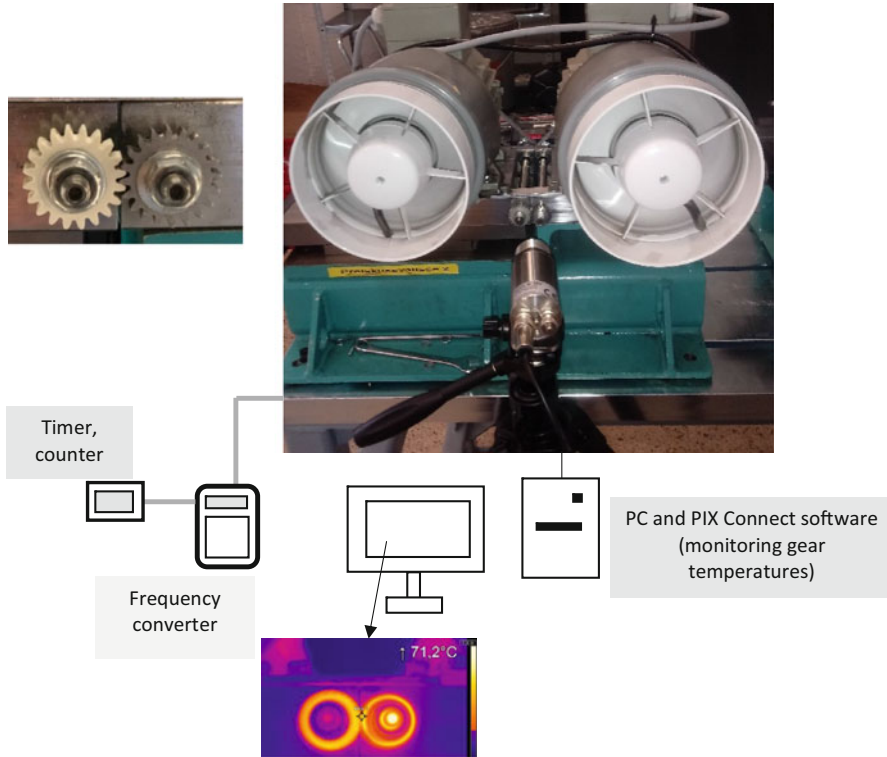 Timer,
counter
Frequency
converter
PC and PIX Connect software
(monitoring gear
temperatures)
↑ 71.2°C